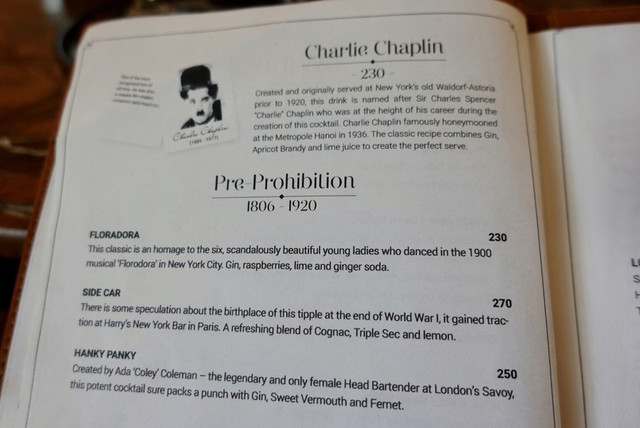 Charlie Chaplin
- 230 -
Created and originally served at New York's old Waldorf-Astoria
prior to 1920, this drink is named after Sir Charles Spencer
"Charlie" Chaplin who was at the height of his career during the
creation of this cocktail. Charlie Chaplin famously honeymooned
at the Metropole Hanoi in 1936. The classic recipe combines Gin,
Apricot Brandy and lime juice to create the perfect serve.
Charlie Chaplin
(1889 - 1977)
Pre-Prohibition
1806 - 1920
FLORADORA 230
This classic is an homage to the six, scandalously beautiful young ladies who danced in the 1900
musical 'Florodora' in New York City. Gin, raspberries, lime and ginger soda.
SIDE CAR 270
There is some speculation about the birthplace of this tipple at the end of World War I, it gained trac-
tion at Harry's New York Bar in Paris. A refreshing blend of Cognac, Triple Sec and lemon.
HANKY PANKY 250
Created by Ada 'Coley' Coleman – the legendary and only female Head Bartender at London's Savoy,
this potent cocktail sure packs a punch with Gin, Sweet Vermouth and Fernet.